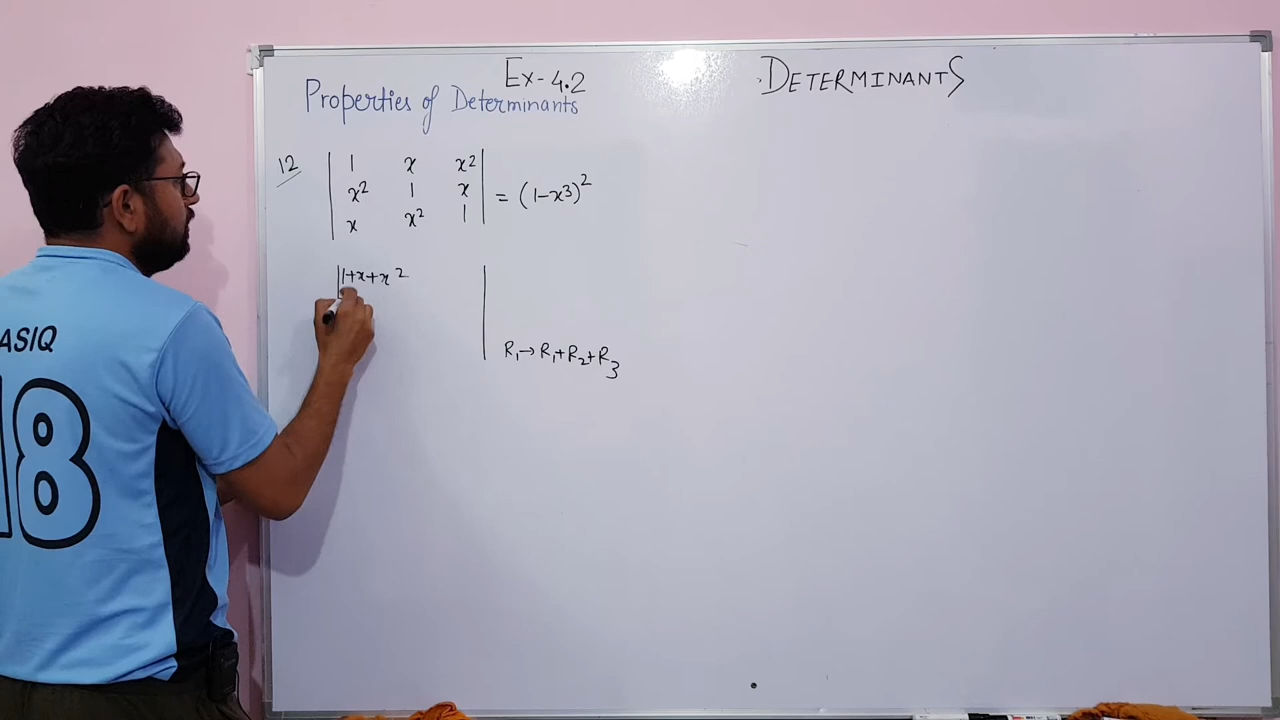 Ex-4.2
DETERMINANTS
Properties of Determinants
12
| 1 x x² |
| x² 1 x | = (1-x³)²
| x x² 1 |
|1+x+x² |
R₁→R₁+R₂+R₃
ASIQ
18